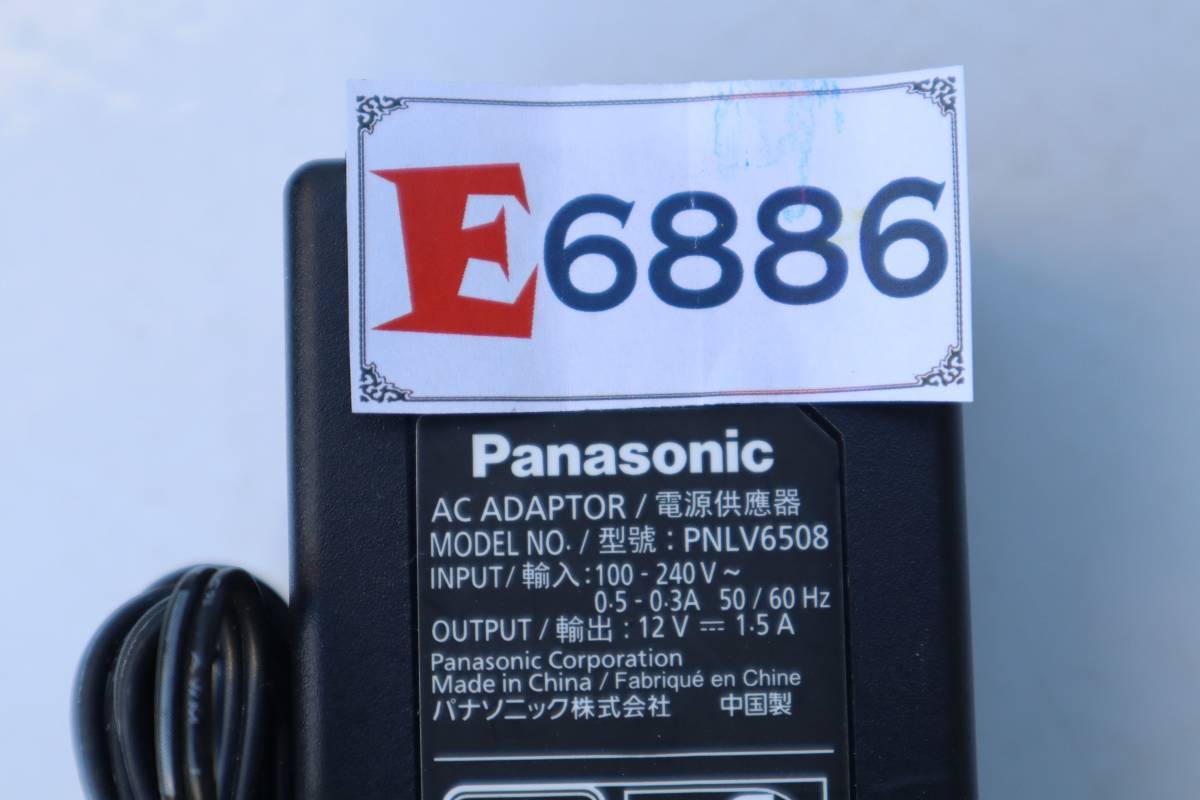 E6886
Panasonic
AC ADAPTOR / 電源供應器
MODEL NO. / 型號 : PNLV6508
INPUT / 輸入 : 100 - 240 V ~
0.5 - 0.3A 50 / 60 Hz
OUTPUT / 輸出 : 12 V ⎓ 1.5 A
Panasonic Corporation
Made in China / Fabriqué en Chine
パナソニック株式会社 中国製